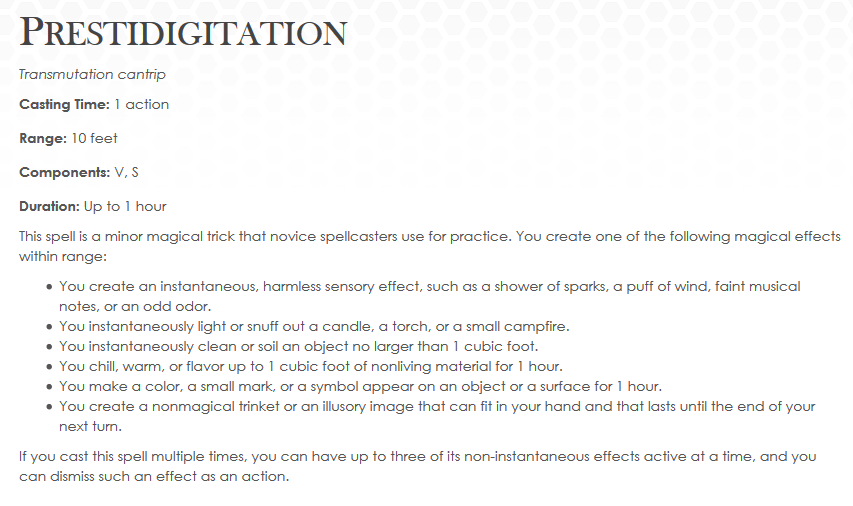 PRESTIDIGITATION
Transmutation cantrip
Casting Time: 1 action
Range: 10 feet
Components: V, S
Duration: Up to 1 hour
This spell is a minor magical trick that novice spellcasters use for practice. You create one of the following magical effects
within range:
• You create an instantaneous, harmless sensory effect, such as a shower of sparks, a puff of wind, faint musical
notes, or an odd odor.
• You instantaneously light or snuff out a candle, a torch, or a small campfire.
• You instantaneously clean or soil an object no larger than 1 cubic foot.
• You chill, warm, or flavor up to 1 cubic foot of nonliving material for 1 hour.
• You make a color, a small mark, or a symbol appear on an object or a surface for 1 hour.
• You create a nonmagical trinket or an illusory image that can fit in your hand and that lasts until the end of your
next turn.
If you cast this spell multiple times, you can have up to three of its non-instantaneous effects active at a time, and you
can dismiss such an effect as an action.